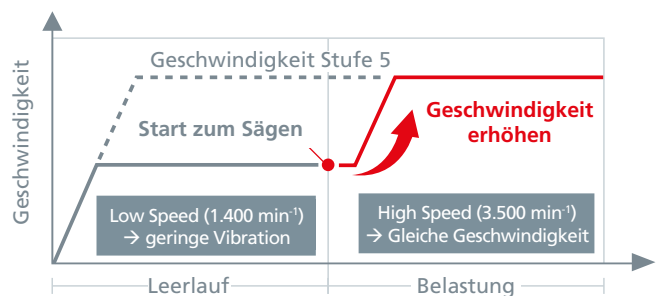 Geschwindigkeit
Geschwindigkeit Stufe 5
Start zum Sägen
Geschwindigkeit
erhöhen
Low Speed (1.400 min-1)
→ geringe Vibration
High Speed (3.500 min-1)
→ Gleiche Geschwindigkeit
Leerlauf
Belastung